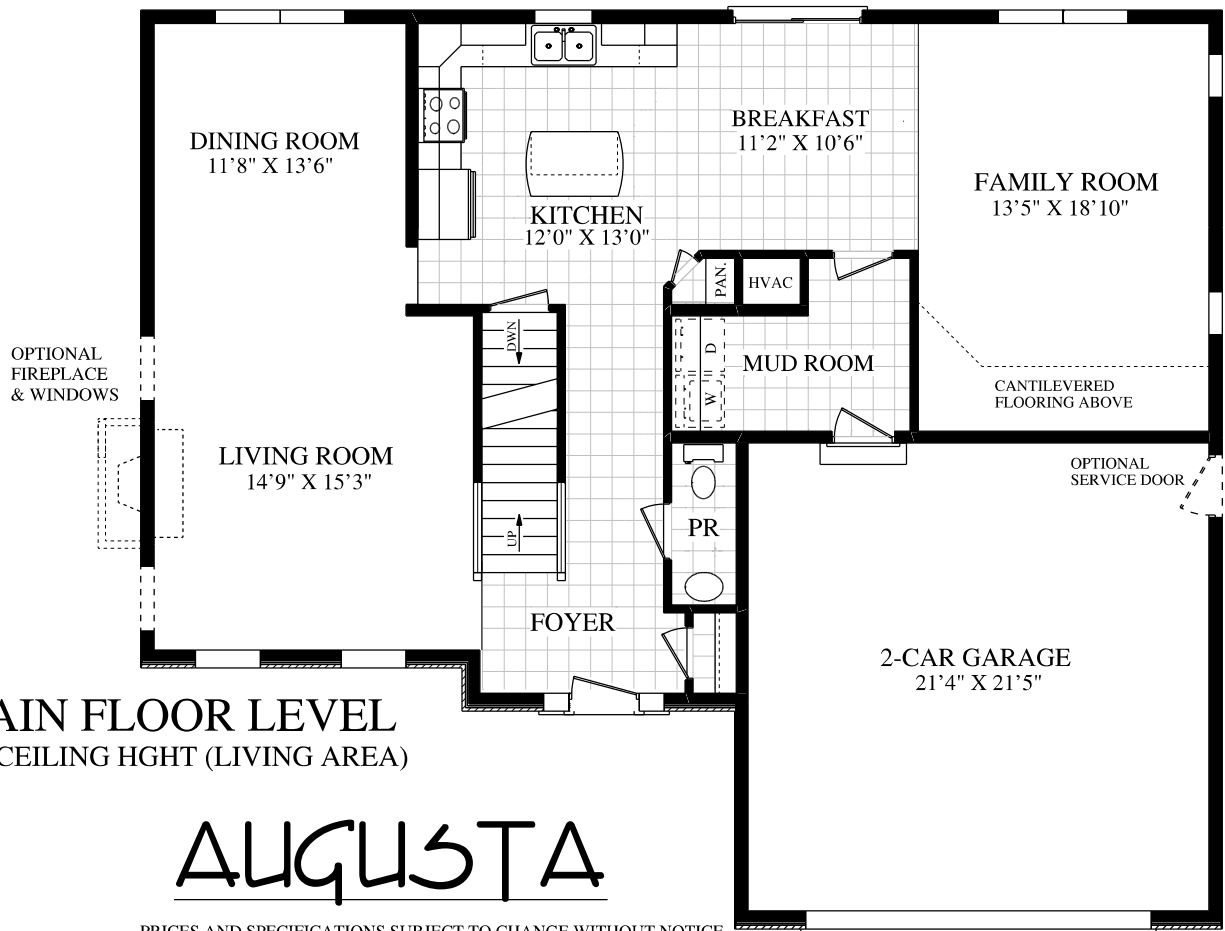 DINING ROOM
11'8" X 13'6"
BREAKFAST
11'2" X 10'6"
FAMILY ROOM
13'5" X 18'10"
KITCHEN
12'0" X 13'0"
PAN.
HVAC
DWN
OPTIONAL
FIREPLACE
& WINDOWS
D
W
MUD ROOM
CANTILEVERED
FLOORING ABOVE
LIVING ROOM
14'9" X 15'3"
OPTIONAL
SERVICE DOOR
UP
PR
FOYER
2-CAR GARAGE
21'4" X 21'5"
AIN FLOOR LEVEL
CEILING HGHT (LIVING AREA)
AUGUSTA
PRICES AND SPECIFICATIONS SUBJECT TO CHANGE WITHOUT NOTICE